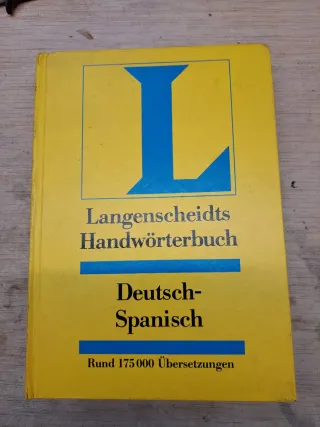 L
Langenscheidts
Handwörterbuch
Deutsch-
Spanisch
Rund 175 000 Übersetzungen